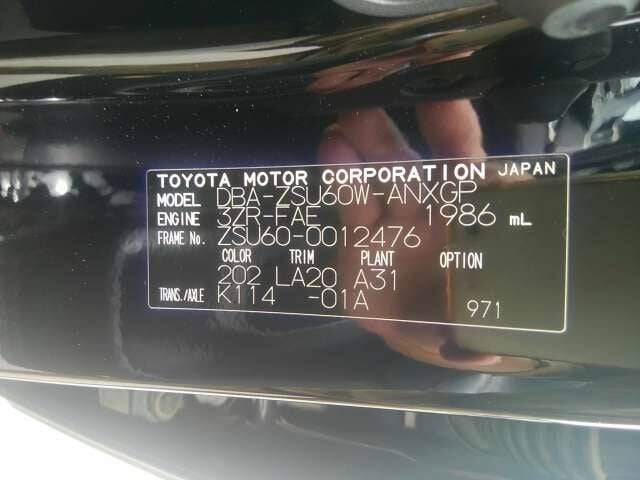 TOYOTA MOTOR CORPORATION JAPAN
MODEL DBA-ZSU60W-ANXGP
ENGINE 3ZR-FAE 1986 mL
FRAME No. ZSU60-0012476
COLOR TRIM PLANT OPTION
202 LA20 A31
TRANS./AXLE K114 -01A
971